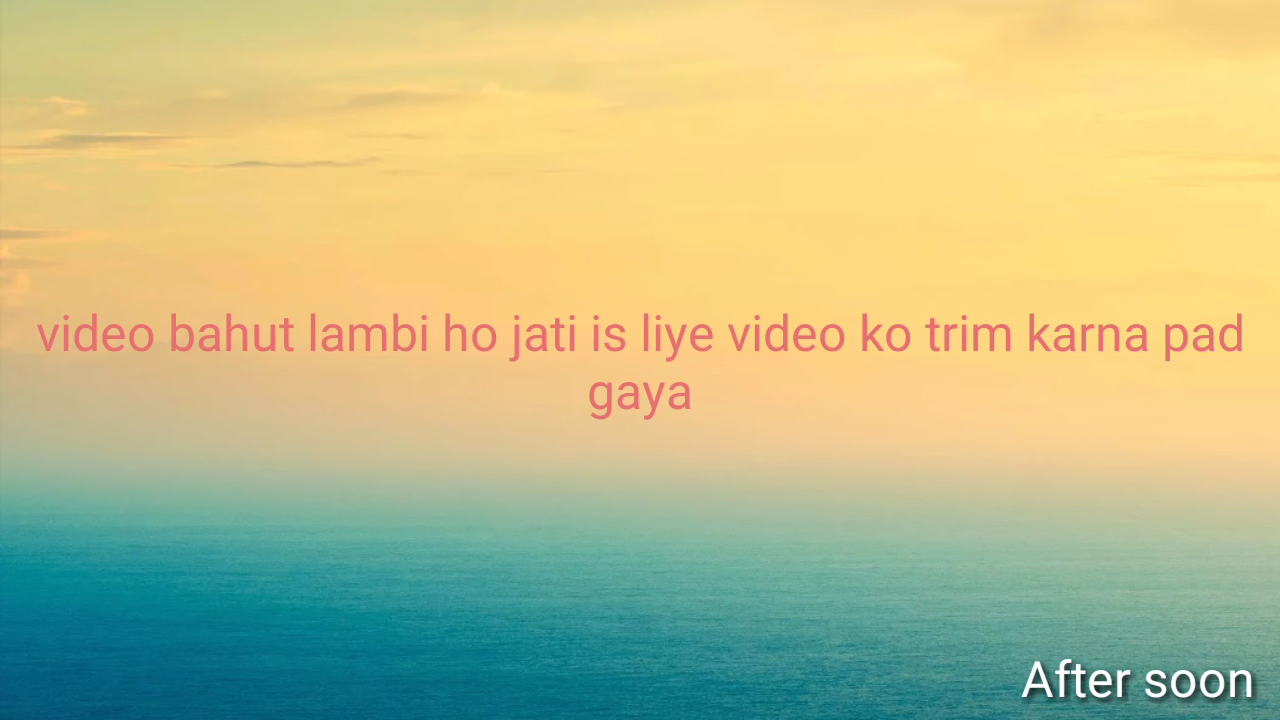 video bahut lambi ho jati is liye video ko trim karna pad
gaya
After soon